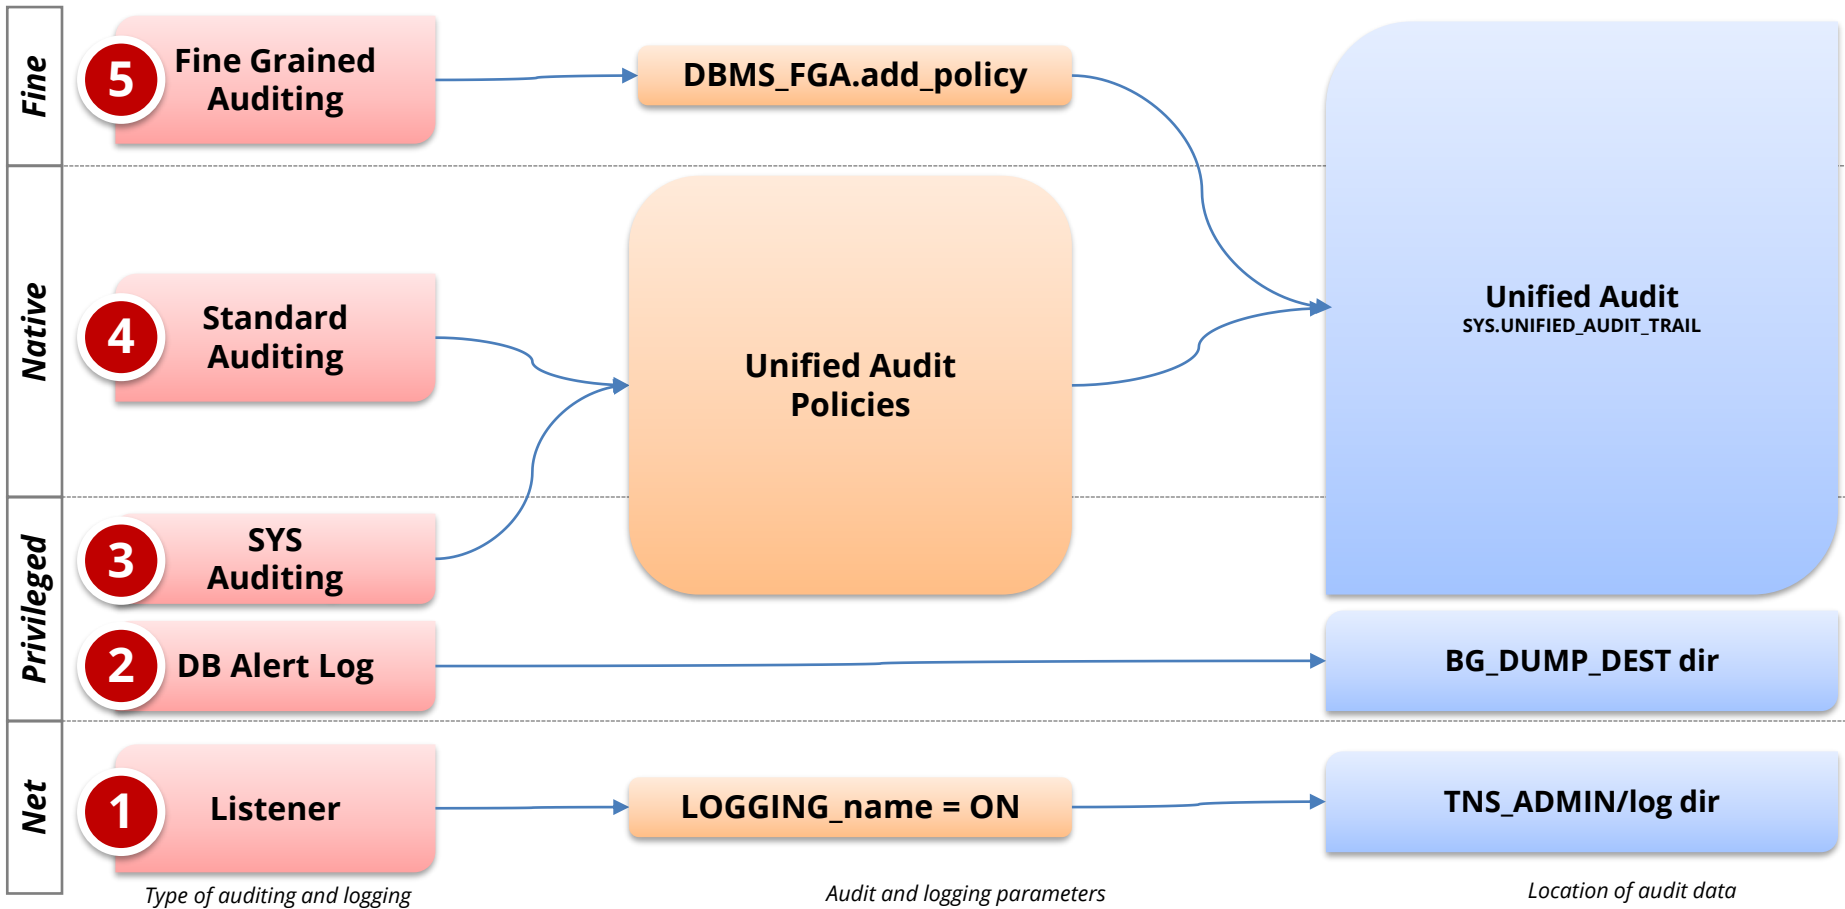 Fine
5
Fine Grained
Auditing
DBMS_FGA.add_policy
Native
4
Standard
Auditing
Unified Audit
Policies
Unified Audit
SYS.UNIFIED_AUDIT_TRAIL
Privileged
3
SYS
Auditing
2
DB Alert Log
BG_DUMP_DEST dir
Net
1
Listener
LOGGING_name = ON
TNS_ADMIN/log dir
Type of auditing and logging
Audit and logging parameters
Location of audit data